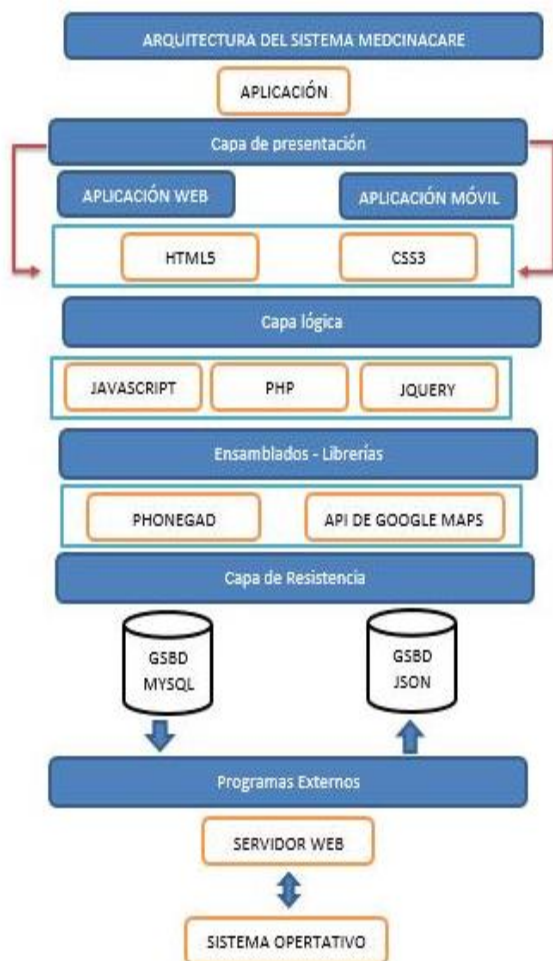 ARQUITECTURA DEL SISTEMA MEDCINACARE
APLICACIÓN
Capa de presentación
APLICACIÓN WEB
APLICACIÓN MÓVIL
HTML5
CSS3
Capa lógica
JAVASCRIPT
PHP
JQUERY
Ensamblados - Librerías
PHONEGAD
API DE GOOGLE MAPS
Capa de Resistencia
GSBD
MYSQL
GSBD
JSON
Programas Externos
SERVIDOR WEB
SISTEMA OPERTATIVO